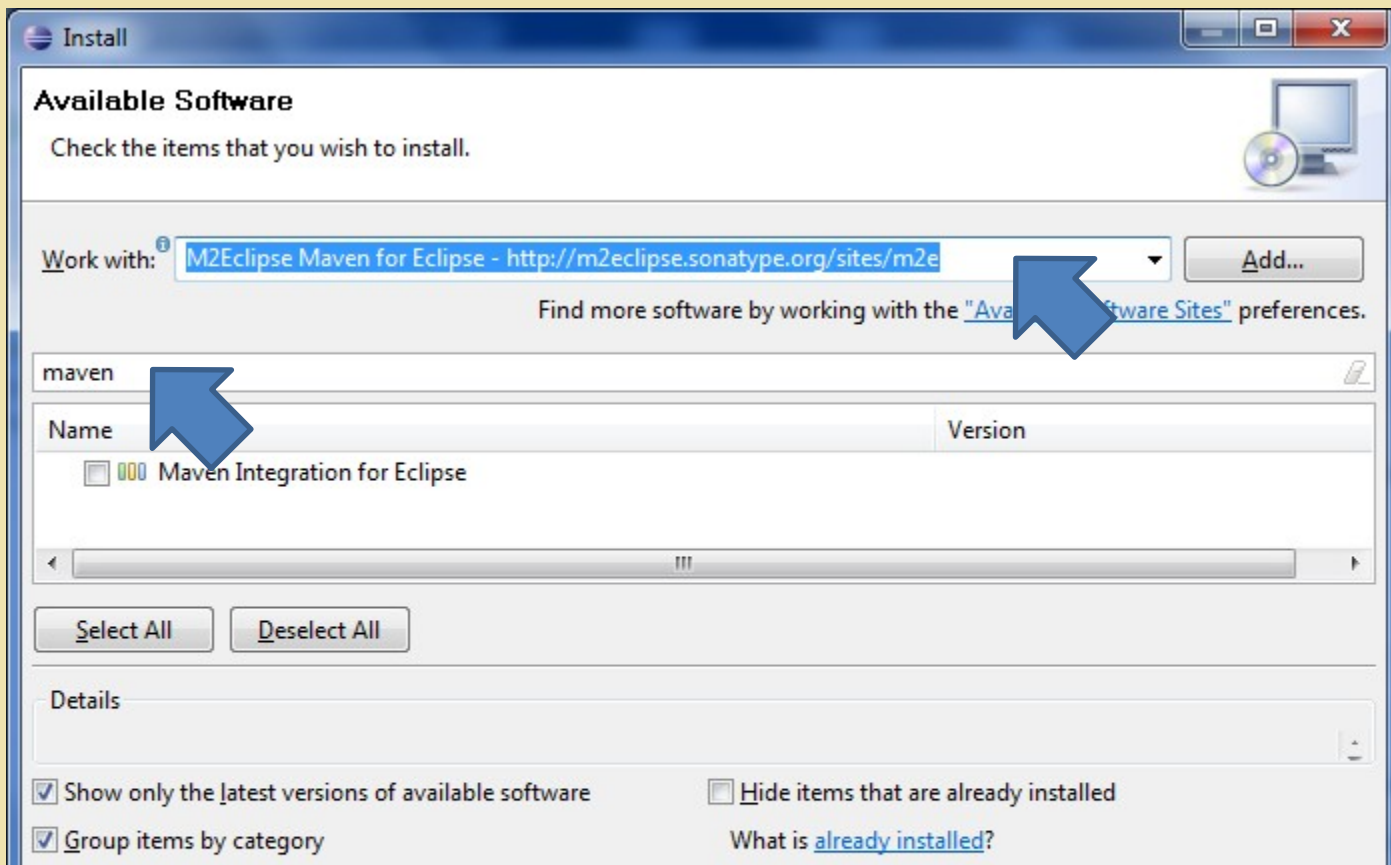 Install
Available Software
Check the items that you wish to install.
Work with: M2Eclipse Maven for Eclipse - http://m2eclipse.sonatype.org/sites/m2e Add...
Find more software by working with the "Ava ftware Sites" preferences.
maven
Name Version
Maven Integration for Eclipse
Select All Deselect All
Details
Show only the latest versions of available software Hide items that are already installed
Group items by category What is already installed?